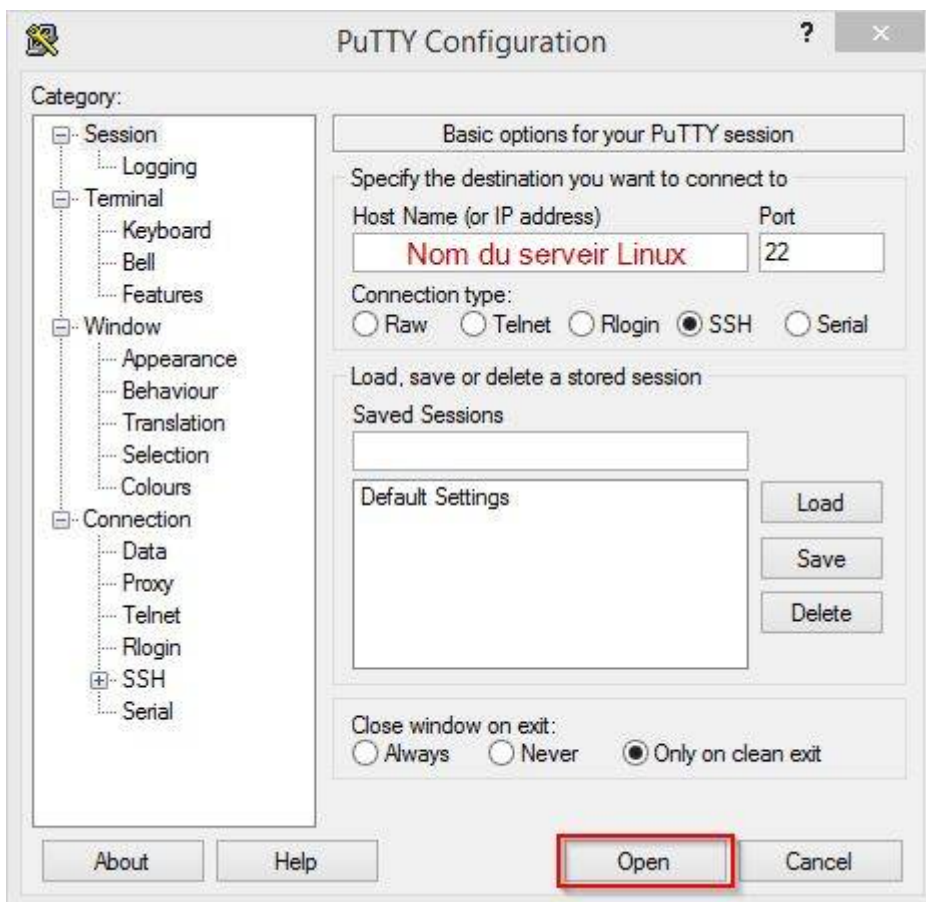 PuTTY Configuration
?
×
Category:
Session
Logging
Terminal
Keyboard
Bell
Features
Window
Appearance
Behaviour
Translation
Selection
Colours
Connection
Data
Proxy
Telnet
Rlogin
SSH
Serial
Basic options for your PuTTY session
Specify the destination you want to connect to
Host Name (or IP address) Port
Nom du serveir Linux 22
Connection type:
Raw Telnet Rlogin SSH Serial
Load, save or delete a stored session
Saved Sessions
Default Settings
Load
Save
Delete
Close window on exit:
Always Never Only on clean exit
About Help Open Cancel